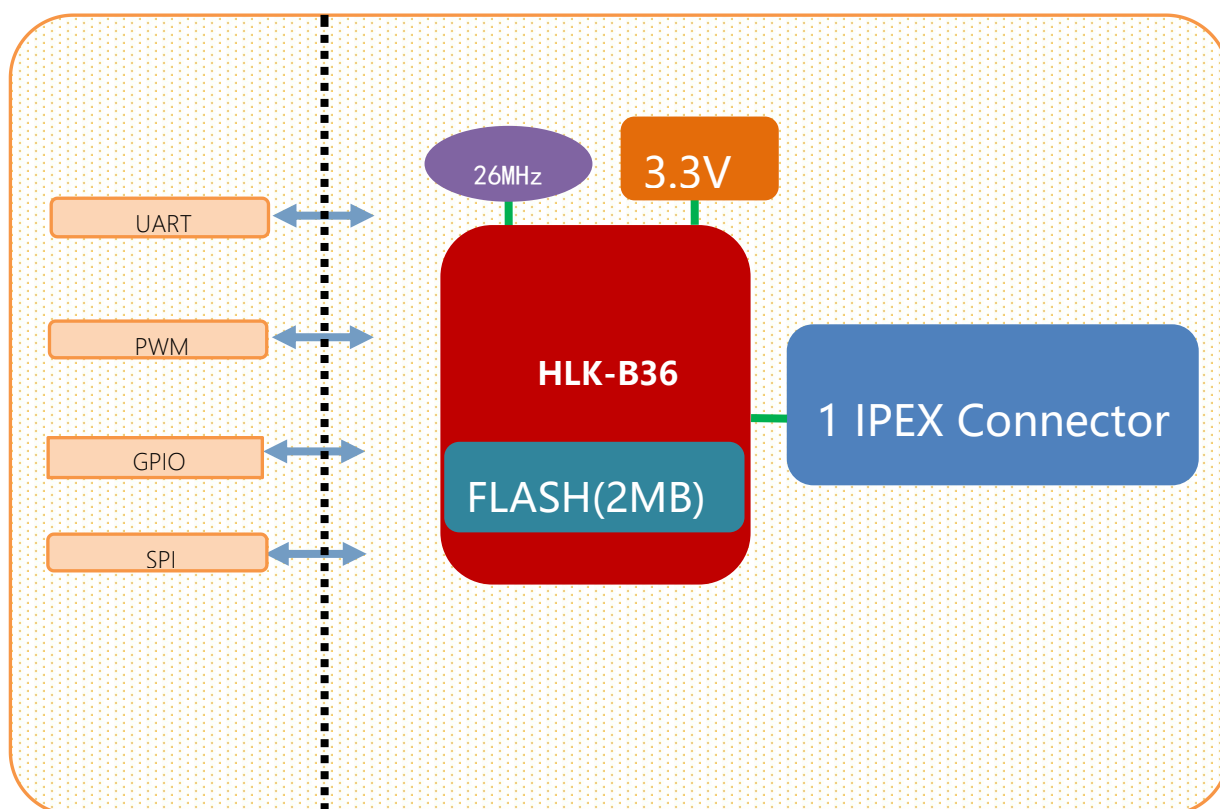 26MHz
3.3V
UART
PWM
HLK-B36
1 IPEX Connector
GPIO
FLASH(2MB)
SPI